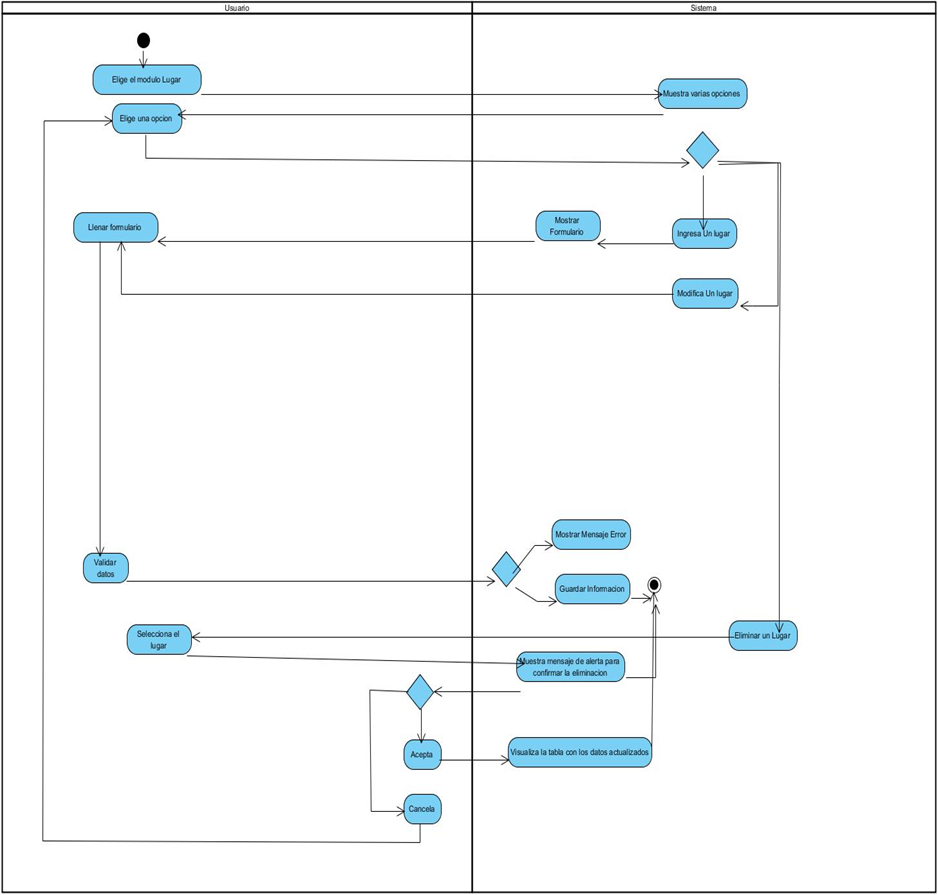 Usuario
Sistema
Elige el modulo Lugar
Muestra varias opciones
Elige una opcion
Llenar formulario
Mostrar
Formulario
Ingresa Un lugar
Modifica Un lugar
Mostrar Mensaje Error
Validar
datos
Guardar Informacion
Selecciona el
lugar
Eliminar un Lugar
Muestra mensaje de alerta para
confirmar la eliminacion
Acepta
Visualiza la tabla con los datos actualizados
Cancela